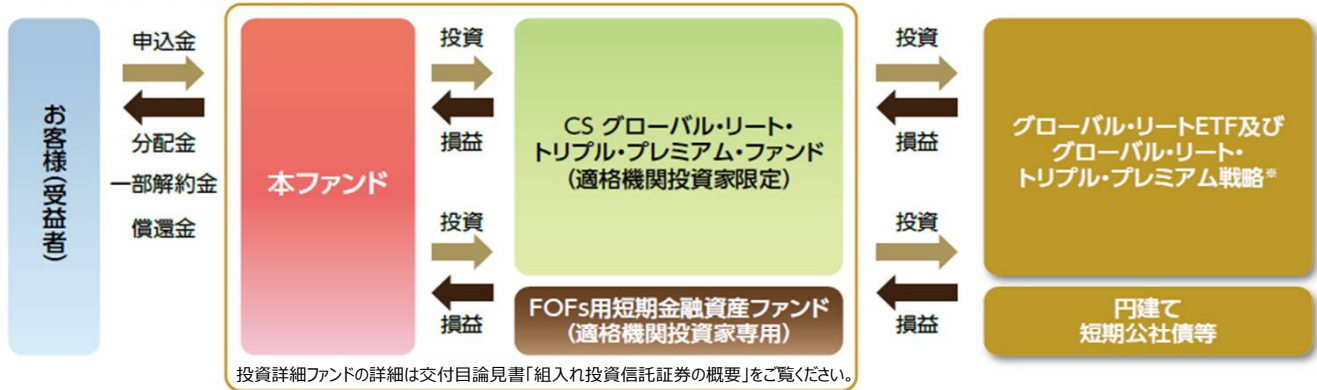 お客様(受益者)
申込金
分配金
一部解約金
償還金
本ファンド
投資
損益
投資
損益
CS グローバル・リート・
トリプル・プレミアム・ファンド
(適格機関投資家限定)
FOFs用短期金融資産ファンド
(適格機関投資家専用)
投資
損益
投資
損益
グローバル・リートETF及び
グローバル・リート・
トリプル・プレミアム戦略※
円建て
短期公社債等
投資詳細ファンドの詳細は交付目論見書「組入れ投資信託証券の概要」をご覧ください。